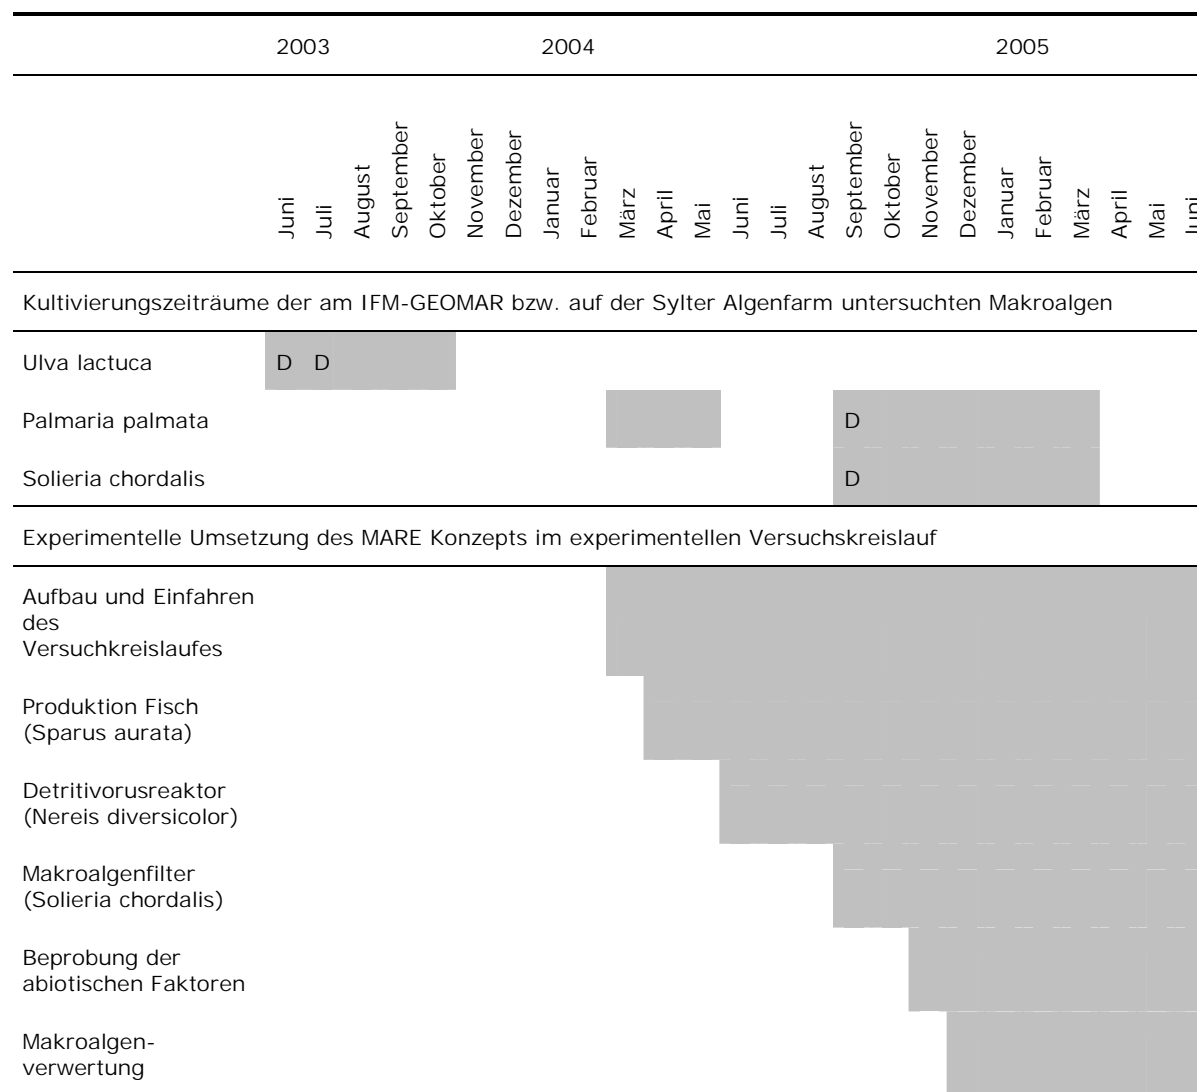 2003 2004 2005
Juni Juli August September Oktober November Dezember Januar Februar März April Mai Juni Juli August September Oktober November Dezember Januar Februar März April Mai Juni
Kultivierungszeiträume der am IFM-GEOMAR bzw. auf der Sylter Algenfarm untersuchten Makroalgen
Ulva lactuca D D
Palmaria palmata D
Solieria chordalis D
Experimentelle Umsetzung des MARE Konzepts im experimentellen Versuchskreislauf
Aufbau und Einfahren
des
Versuchkreislaufes
Produktion Fisch
(Sparus aurata)
Detritivorusreaktor
(Nereis diversicolor)
Makroalgenfilter
(Solieria chordalis)
Beprobung der
abiotischen Faktoren
Makroalgen-
verwertung